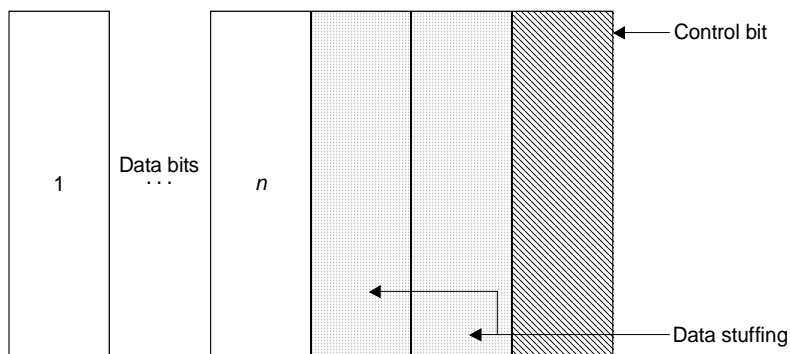 Control bit
Data bits
1 · · · n
Data stuffing